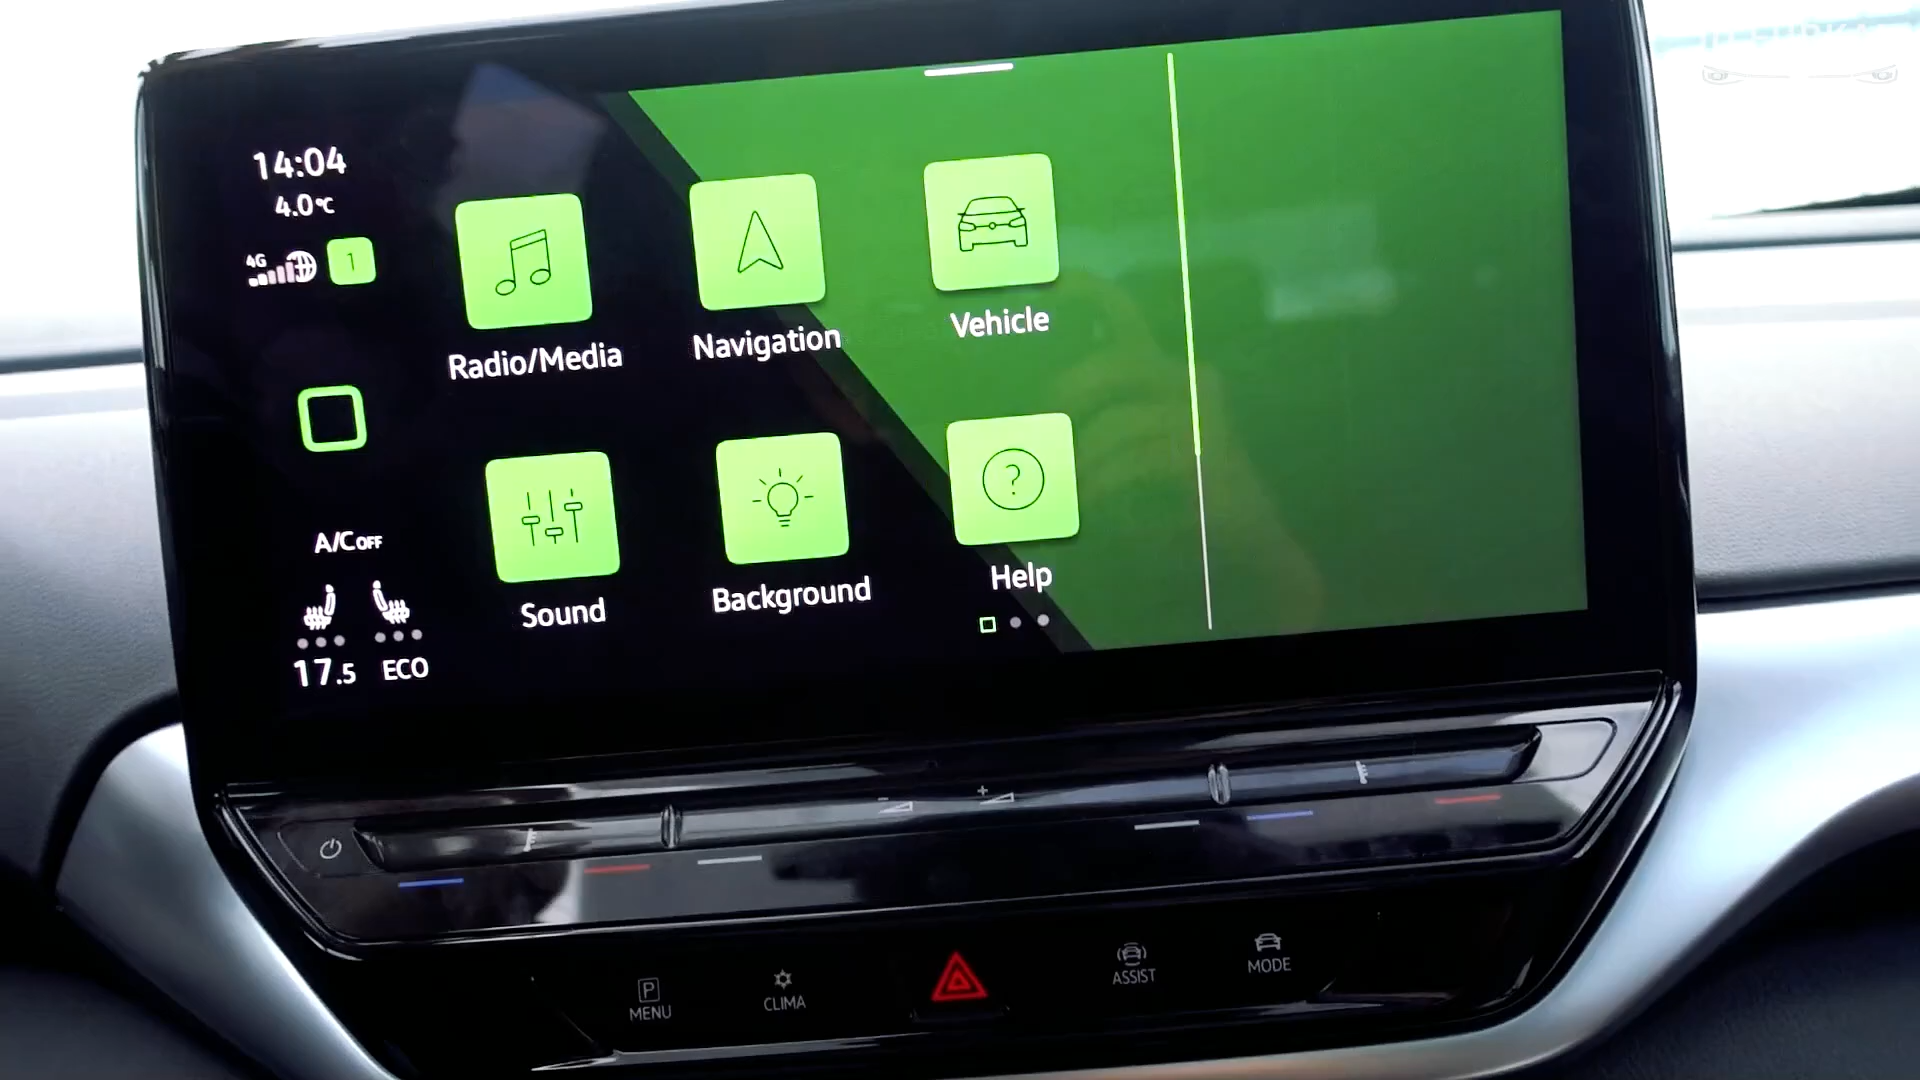 14:04
4.0°C
4G
1
Radio/Media
Navigation
Vehicle
A/C OFF
Sound
Background
Help
17.5
ECO
P
MENU
CLIMA
ASSIST
MODE